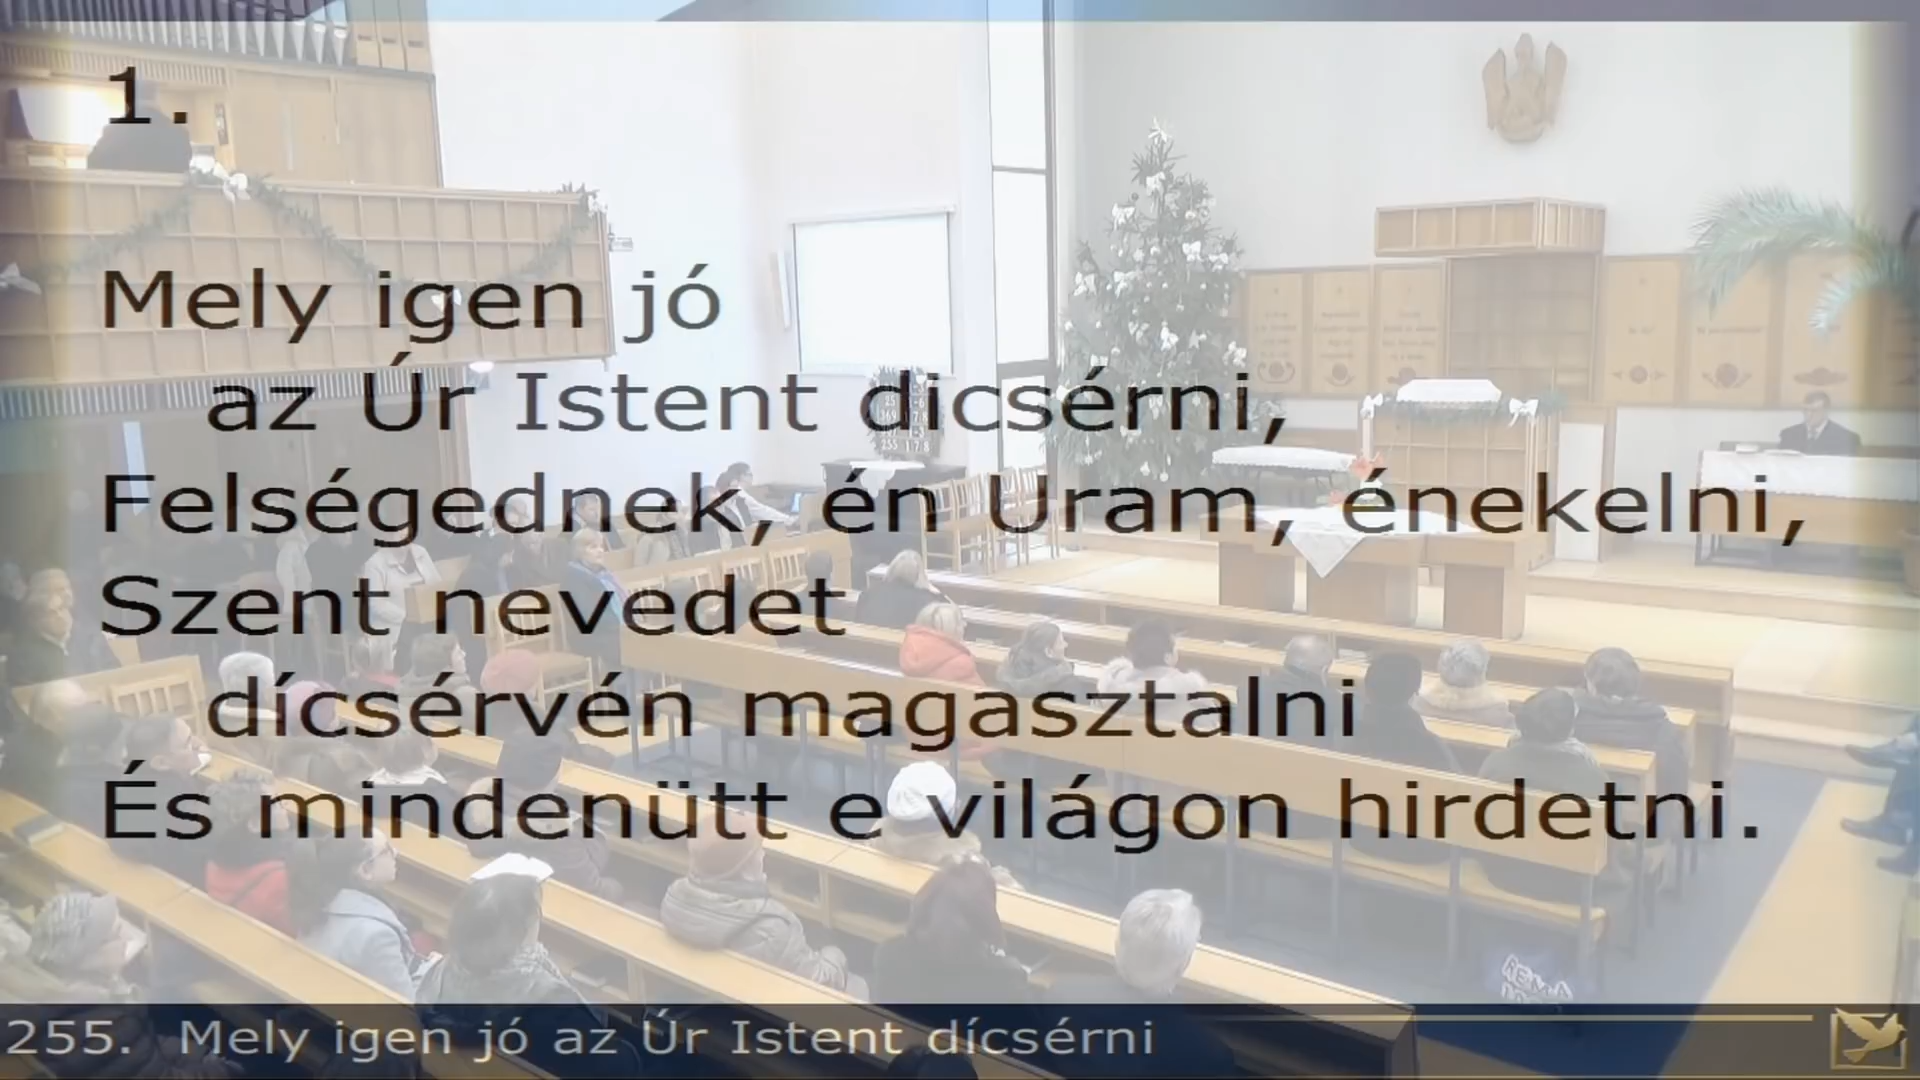 1.
Mely igen jó
az Úr Istent dicsérni,
Felségednek, én Uram, énekelni,
Szent nevedet
dícsérvén magasztalni
És mindenütt e világon hirdetni.
255. Mely igen jó az Úr Istent dícsérni